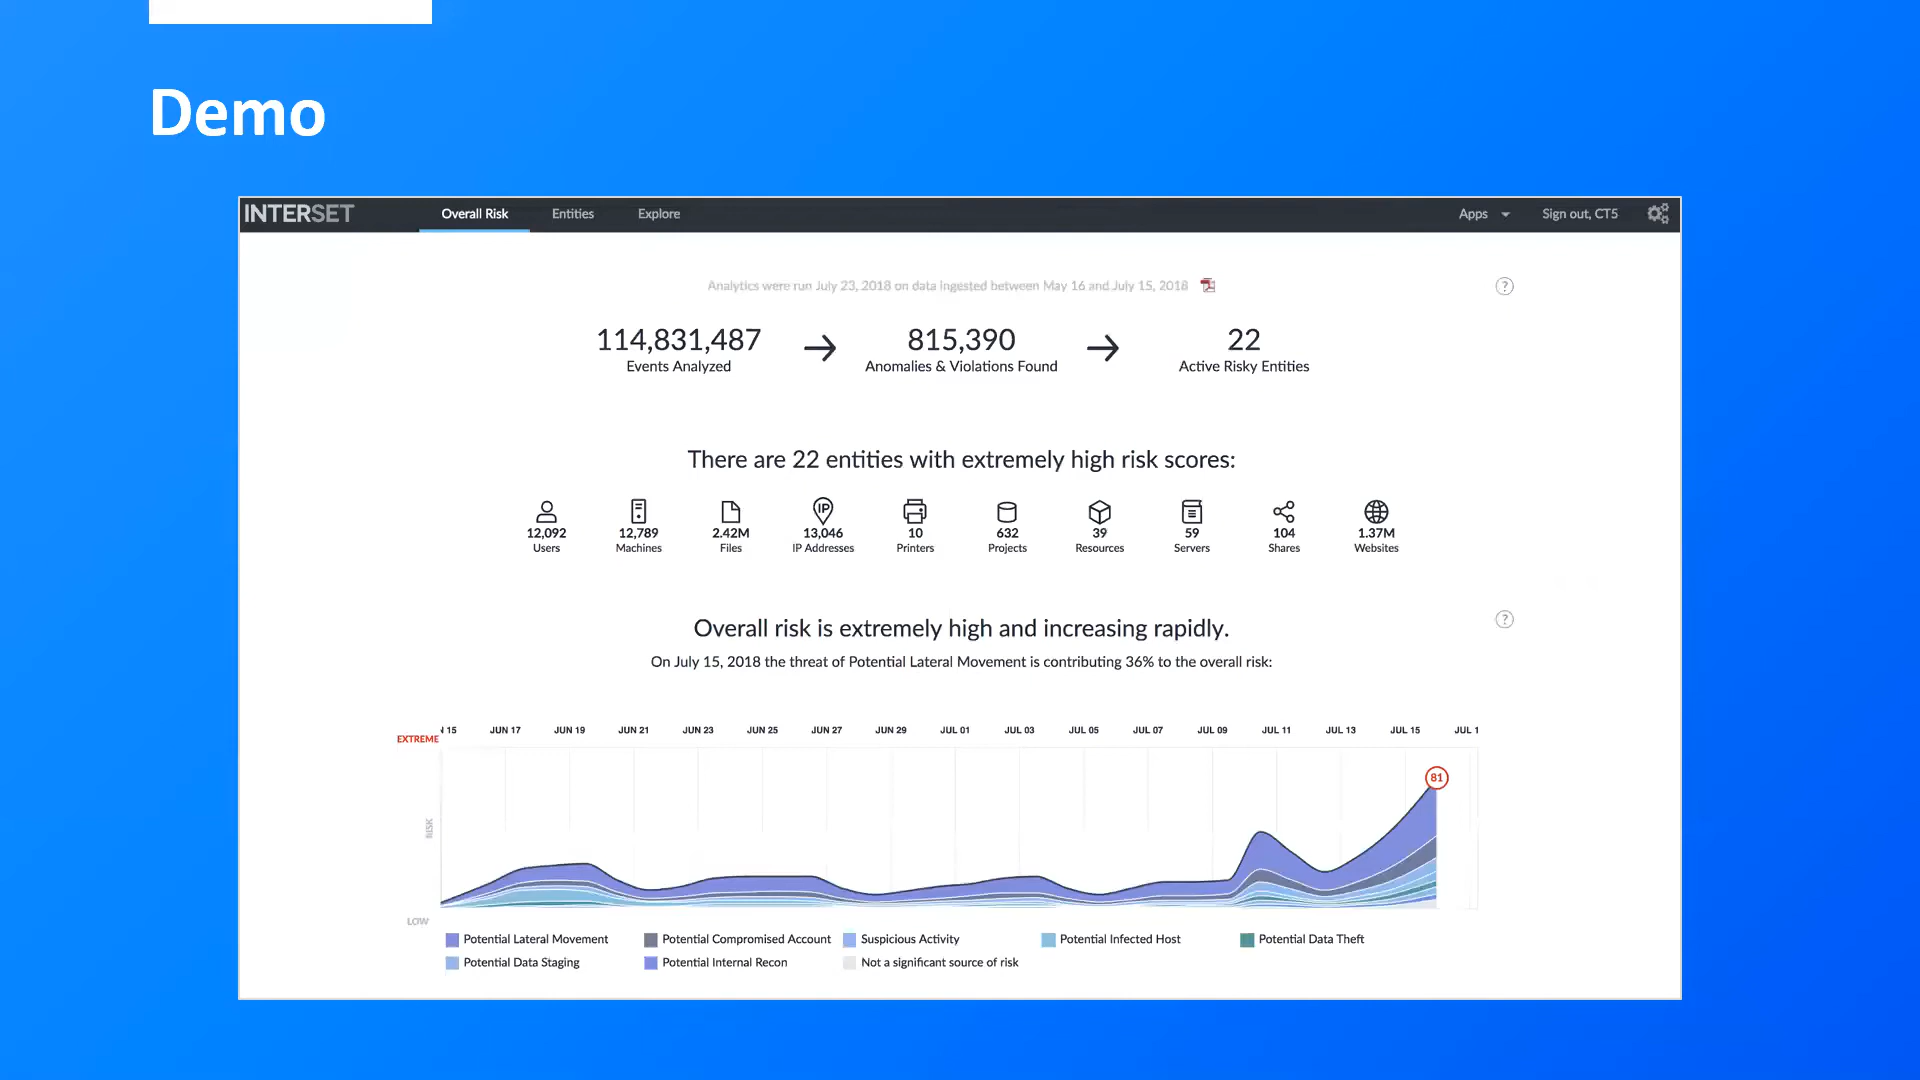 Demo
INTERSET
Overall Risk
Entities
Explore
Apps
Sign out, CT5
Analytics were run July 23, 2018 on data ingested between May 16 and July 15, 2018
?
114,831,487
Events Analyzed
815,390
Anomalies & Violations Found
22
Active Risky Entities
There are 22 entities with extremely high risk scores:
12,092
Users
12,789
Machines
2.42M
Files
IP
13,046
IP Addresses
10
Printers
632
Projects
39
Resources
59
Servers
104
Shares
1.37M
Websites
?
Overall risk is extremely high and increasing rapidly.
On July 15, 2018 the threat of Potential Lateral Movement is contributing 36% to the overall risk:
N 15 JUN 17 JUN 19 JUN 21 JUN 23 JUN 25 JUN 27 JUN 29 JUL 01 JUL 03 JUL 05 JUL 07 JUL 09 JUL 11 JUL 13 JUL 15 JUL 1
EXTREME
81
RISK
LOW
Potential Lateral Movement Potential Compromised Account Suspicious Activity Potential Infected Host Potential Data Theft
Potential Data Staging Potential Internal Recon Not a significant source of risk